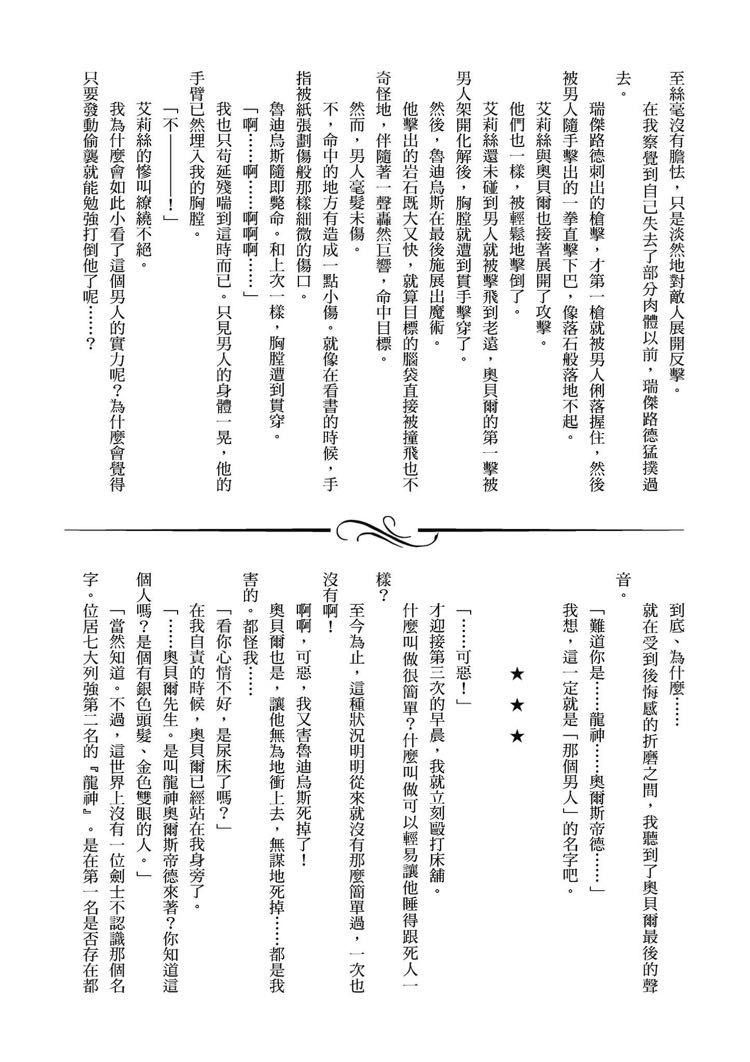 至絲毫沒有膽怯，只是淡然地對敵人展開反擊。
在我察覺到自己失去了部分肉體以前，瑞傑路德猛撲過
去。
瑞傑路德刺出的槍擊，才第一槍就被男人俐落握住，然後
被男人隨手擊出的一拳直擊下巴，像落石般落地不起。
艾莉絲與奧貝爾也接著展開了攻擊。
他們也一樣，被輕鬆地擊倒了。
艾莉絲還未碰到男人就被擊飛到老遠，奧貝爾的第一擊被
男人架開化解後，胸膛就遭到貫手擊穿了。
然後，魯迪烏斯在最後施展出魔術。
他擊出的岩石既大又快，就算目標的腦袋直接被撞飛也不
奇怪地，伴隨著一聲轟然巨響，命中目標。
然而，男人毫髮未傷。
不，命中的地方有造成一點小傷。就像在看書的時候，手
指被紙張劃傷般那樣細微的傷口。
魯迪烏斯隨即斃命。和上次一樣，胸膛遭到貫穿。
「啊……啊……啊啊啊……」
我也只苟延殘喘到這時而已。只見男人的身體一晃，他的
手臂已然埋入我的胸膛。
「不———！」
艾莉絲的慘叫繚繞不絕。
我為什麼會如此小看了這個男人的實力呢？為什麼會覺得
只要發動偷襲就能勉強打倒他了呢……？
到底、為什麼……
就在受到後悔感的折磨之間，我聽到了奧貝爾最後的聲
音。
「難道你是……龍神……奧爾斯帝德……」
我想，這一定就是「那個男人」的名字吧。
★ ★ ★
「……可惡！」
才迎接第三次的早晨，我就立刻毆打床舖。
什麼叫做很簡單？什麼叫做可以輕易讓他睡得跟死人一
樣？
至今為止，這種狀況明明從來就沒有那麼簡單過，一次也
沒有啊！
啊啊，可惡，我又害魯迪烏斯死掉了！
奧貝爾也是，讓他無為地衝上去，無謀地死掉……都是我
害的。都怪我……
「看你心情不好，是尿床了嗎？」
在我自責的時候，奧貝爾已經站在我身旁了。
「……奧貝爾先生。是叫龍神奧爾斯帝德來著？你知道這
個人嗎？是個有銀色頭髮、金色雙眼的人。」
「當然知道。不過，這世界上沒有一位劍士不認識那個名
字。位居七大列強第二名的『龍神』。是在第一名是否存在都